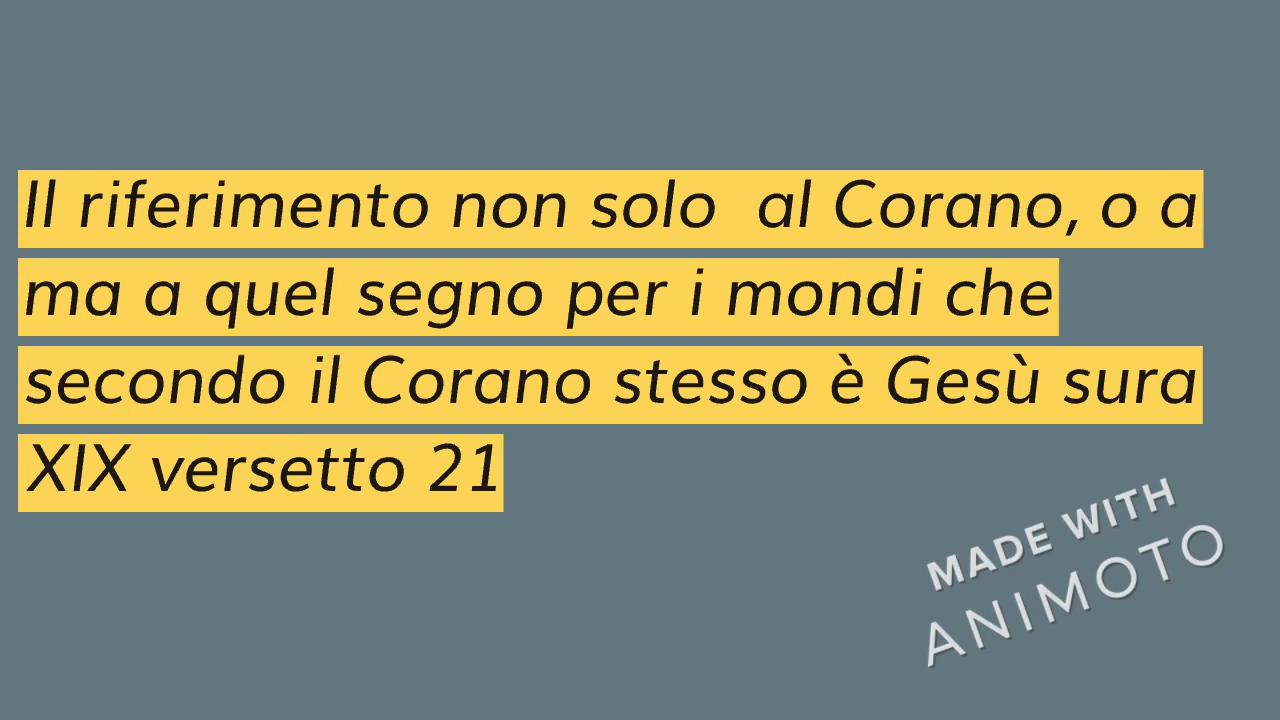 Il riferimento non solo  al Corano, o a
ma a quel segno per i mondi che
secondo il Corano stesso è Gesù sura
XIX versetto 21
MADE WITH
ANIMOTO